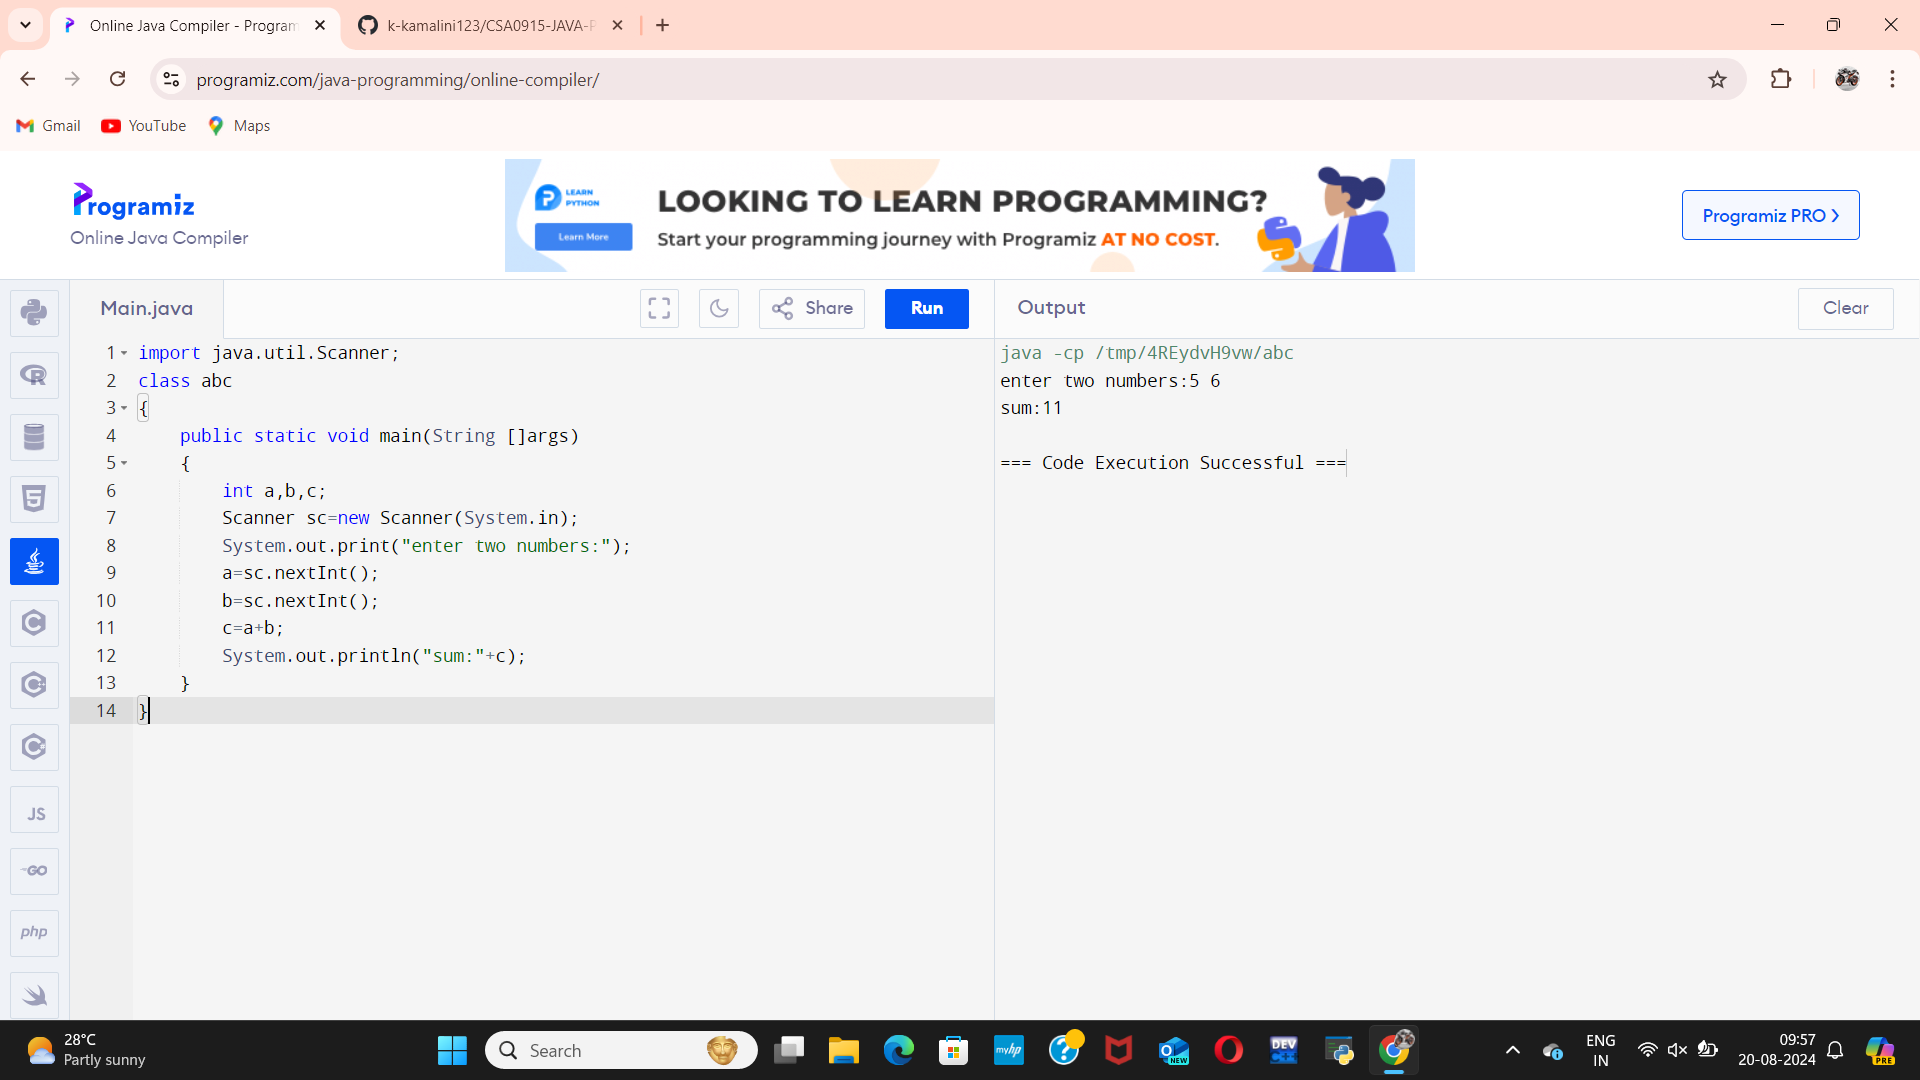 Online Java Compiler - Program
k-kamalini123/CSA0915-JAVA-P
programiz.com/java-programming/online-compiler/
Gmail
YouTube
Maps
Programiz
Online Java Compiler
LEARN
PYTHON
Learn More
LOOKING TO LEARN PROGRAMMING?
Start your programming journey with Programiz AT NO COST.
Programiz PRO ›
Main.java
Share
Run
Output
Clear
1 import java.util.Scanner;
2 class abc
3 {
4     public static void main(String []args)
5     {
6         int a,b,c;
7         Scanner sc=new Scanner(System.in);
8         System.out.print("enter two numbers:");
9         a=sc.nextInt();
10         b=sc.nextInt();
11         c=a+b;
12         System.out.println("sum:"+c);
13     }
14 }
java -cp /tmp/4REydvH9vw/abc
enter two numbers:5 6
sum:11
=== Code Execution Successful ===
JS
GO
php
28°C
Partly sunny
Search
myhp
NEW
DEV
C++
ENG
IN
09:57
20-08-2024
PRE